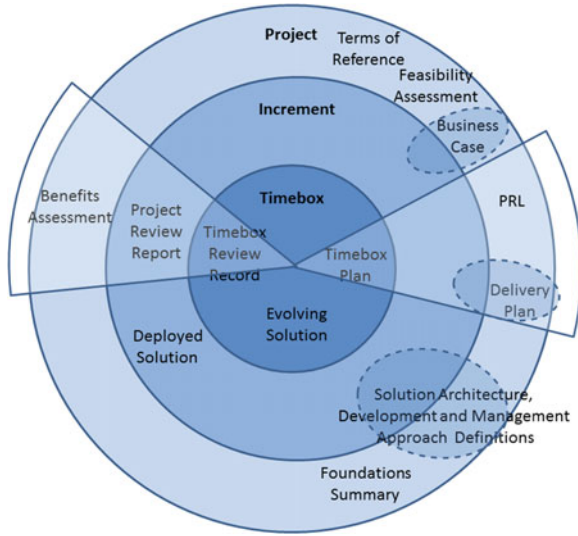 Project
Terms of
Reference
Feasibility
Assessment
Increment
Business
Case
Timebox
Benefits
Assessment
Project
Review
Report
Timebox
Review
Record
Timebox
Plan
PRL
Delivery
Plan
Evolving
Solution
Deployed
Solution
Solution Architecture,
Development and Management
Approach Definitions
Foundations
Summary